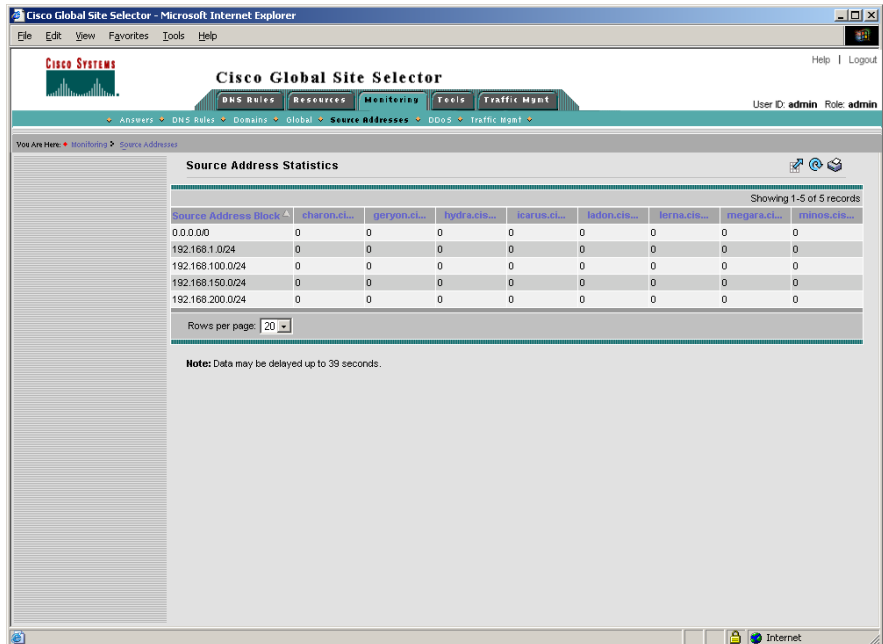 Cisco Global Site Selector - Microsoft Internet Explorer
File Edit View Favorites Tools Help
Help | Logout
CISCO SYSTEMS
Cisco Global Site Selector
DNS Rules Resources Monitoring Tools Traffic Mgmt
User ID: admin Role: admin
Answers DNS Rules Domains Global Source Addresses DDoS Traffic Mgmt
You Are Here: Monitoring Source Addresses
Source Address Statistics
Showing 1-5 of 5 records
Source Address Block charon.ci... geryon.ci... hydra.cis... icarus.ci... ladon.cis... lerna.cis... megara.ci... minos.cis...
0.0.0.0/0 0 0 0 0 0 0 0 0
192.168.1.0/24 0 0 0 0 0 0 0 0
192.168.100.0/24 0 0 0 0 0 0 0 0
192.168.150.0/24 0 0 0 0 0 0 0 0
192.168.200.0/24 0 0 0 0 0 0 0 0
Rows per page: 20
Note: Data may be delayed up to 39 seconds.
Internet